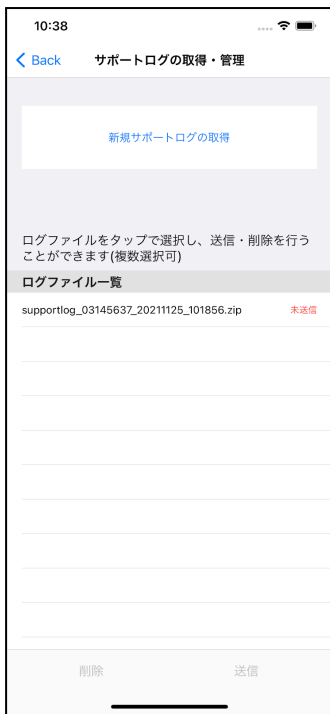 10:38
Back
サポートログの取得・管理
新規サポートログの取得
ログファイルをタップで選択し、送信・削除を行う
ことができます(複数選択可)
ログファイル一覧
supportlog_03145637_20211125_101856.zip 未送信
削除 送信